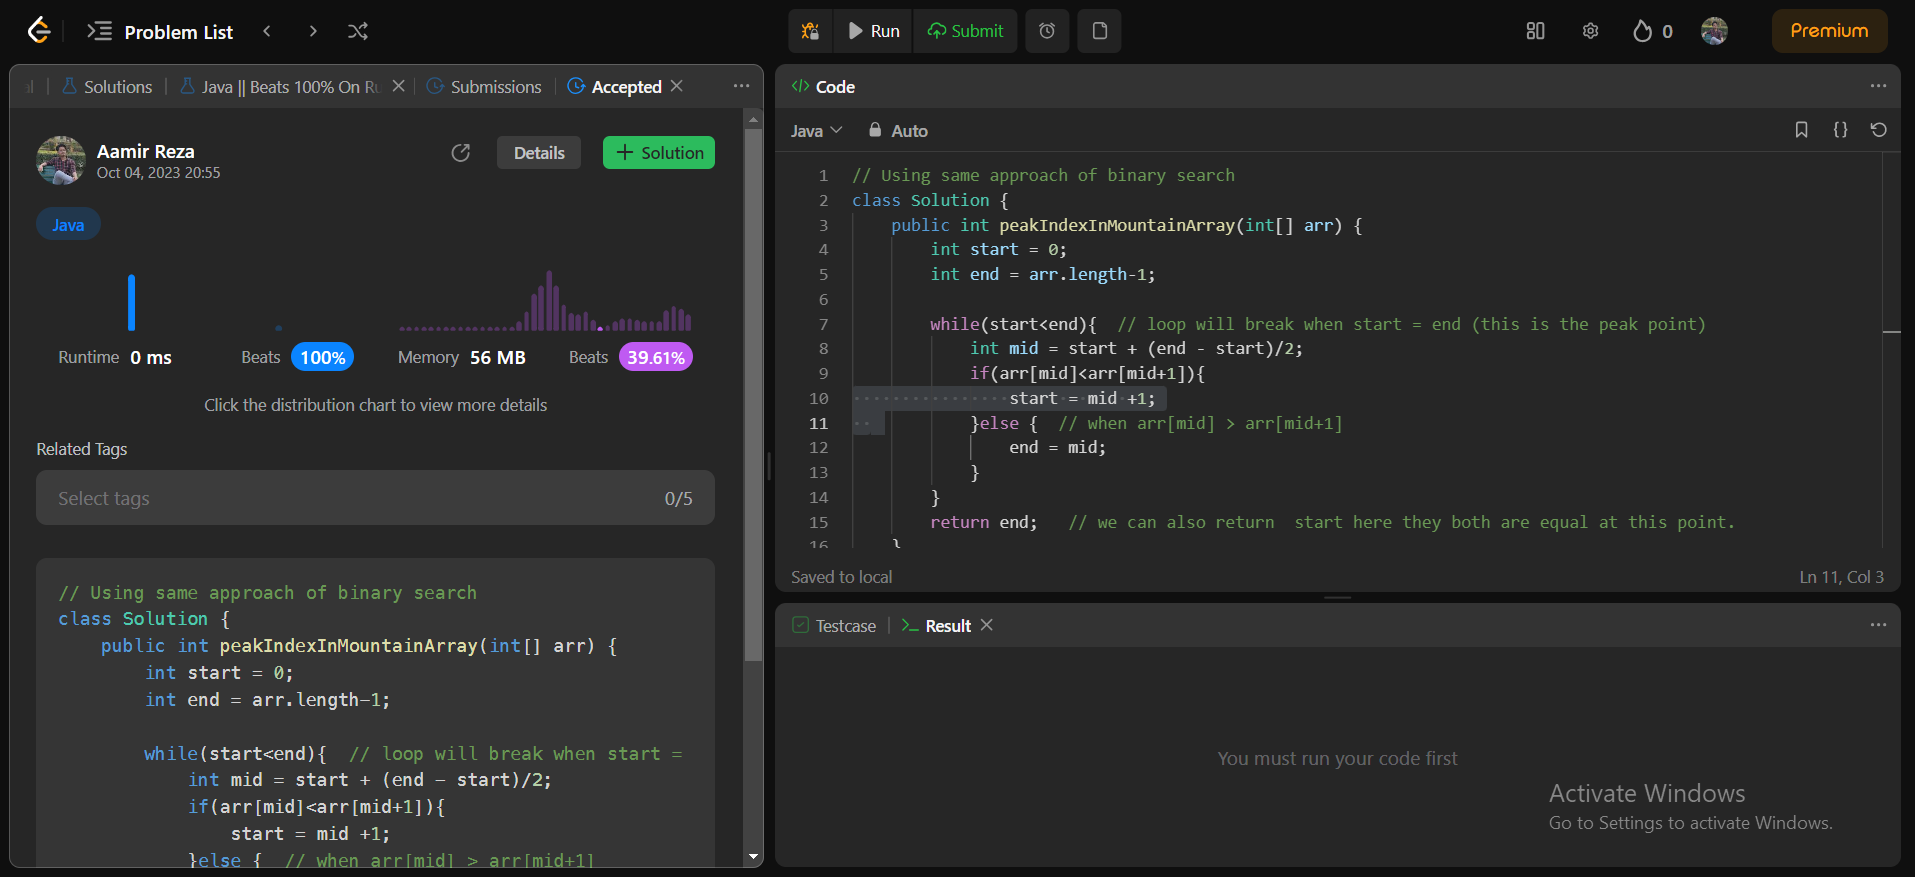 Problem List
Run
Submit
0
Premium
Solutions
Java || Beats 100% On Ru
Submissions
Accepted
Aamir Reza
Oct 04, 2023 20:55
Details
+ Solution
Java
Runtime 0 ms
Beats 100%
Memory 56 MB
Beats 39.61%
Click the distribution chart to view more details
Related Tags
Select tags
0/5
// Using same approach of binary search
class Solution {
public int peakIndexInMountainArray(int[] arr) {
int start = 0;
int end = arr.length-1;
while(start<end){ // loop will break when start =
int mid = start + (end - start)/2;
if(arr[mid]<arr[mid+1]){
start = mid +1;
}else { // when arr[mid] > arr[mid+1]
</> Code
Java
Auto
{}
1 // Using same approach of binary search
2 class Solution {
3 public int peakIndexInMountainArray(int[] arr) {
4 int start = 0;
5 int end = arr.length-1;
6
7 while(start<end){ // loop will break when start = end (this is the peak point)
8 int mid = start + (end - start)/2;
9 if(arr[mid]<arr[mid+1]){
10 start = mid +1;
11 }else { // when arr[mid] > arr[mid+1]
12 end = mid;
13 }
14 }
15 return end; // we can also return  start here they both are equal at this point.
16 }
Saved to local
Ln 11, Col 3
Testcase
>_ Result
You must run your code first
Activate Windows
Go to Settings to activate Windows.